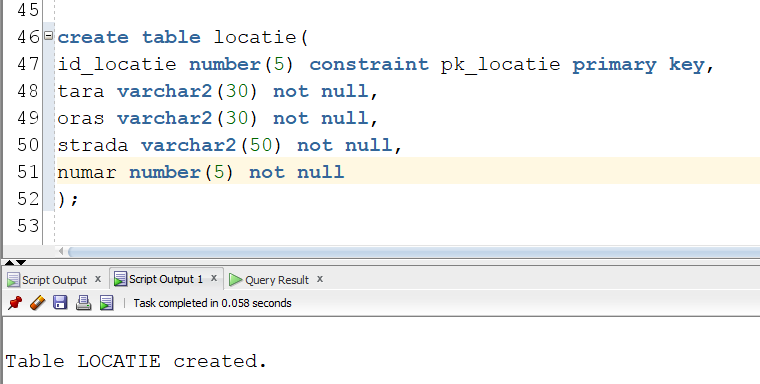 45
46 create table locatie(
47 id_locatie number(5) constraint pk_locatie primary key,
48 tara varchar2(30) not null,
49 oras varchar2(30) not null,
50 strada varchar2(50) not null,
51 numar number(5) not null
52 );
53
Script Output x Script Output 1 x Query Result x
Task completed in 0.058 seconds
Table LOCATIE created.